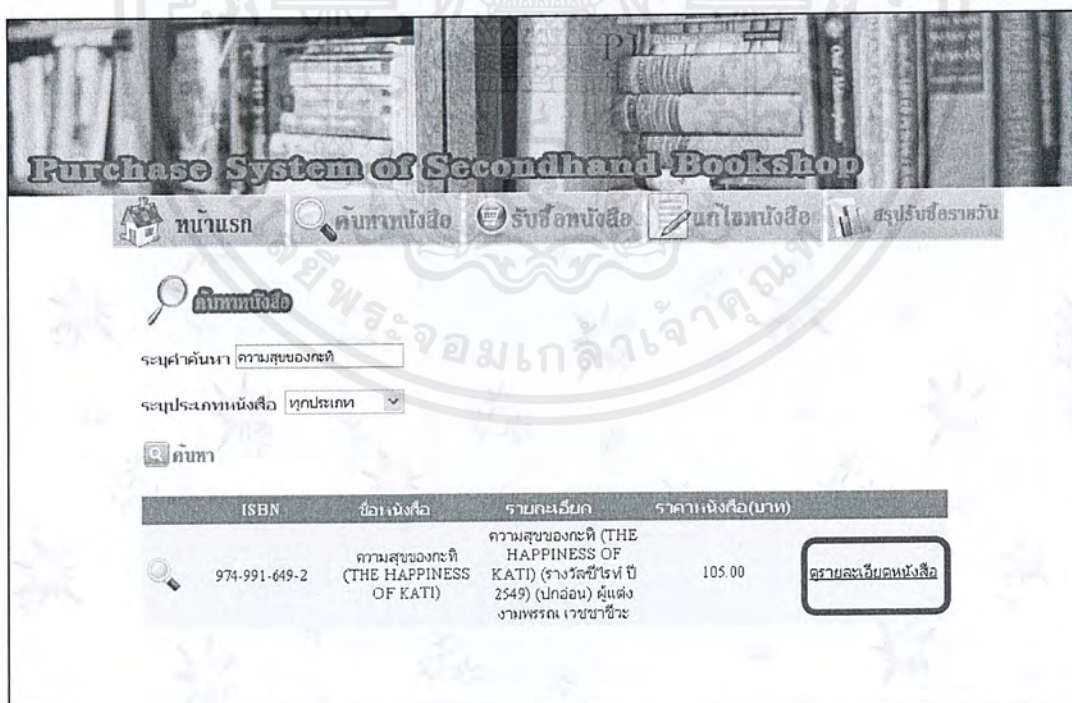 Purchase System of Secondhand Bookshop
หน้าแรก ค้นหาหนังสือ รับซื้อหนังสือ แก้ไขหนังสือ สรุปรับซื้อรายวัน
ค้นหาหนังสือ
ระบุคำค้นหา ความสุขของกะทิ
ระบุประเภทหนังสือ ทุกประเภท
ค้นหา
ISBN ชื่อหนังสือ รายละเอียด ราคาหนังสือ(บาท)
974-991-649-2
ความสุขของกะทิ
(THE HAPPINESS
OF KATI)
ความสุขของกะทิ (THE
HAPPINESS OF
KATI) (รางวัลซีไรท์ ปี
2549) (ปกอ่อน) ผู้แต่ง
งามพรรณ เวชชาชีวะ
105.00
ดูรายละเอียดหนังสือ